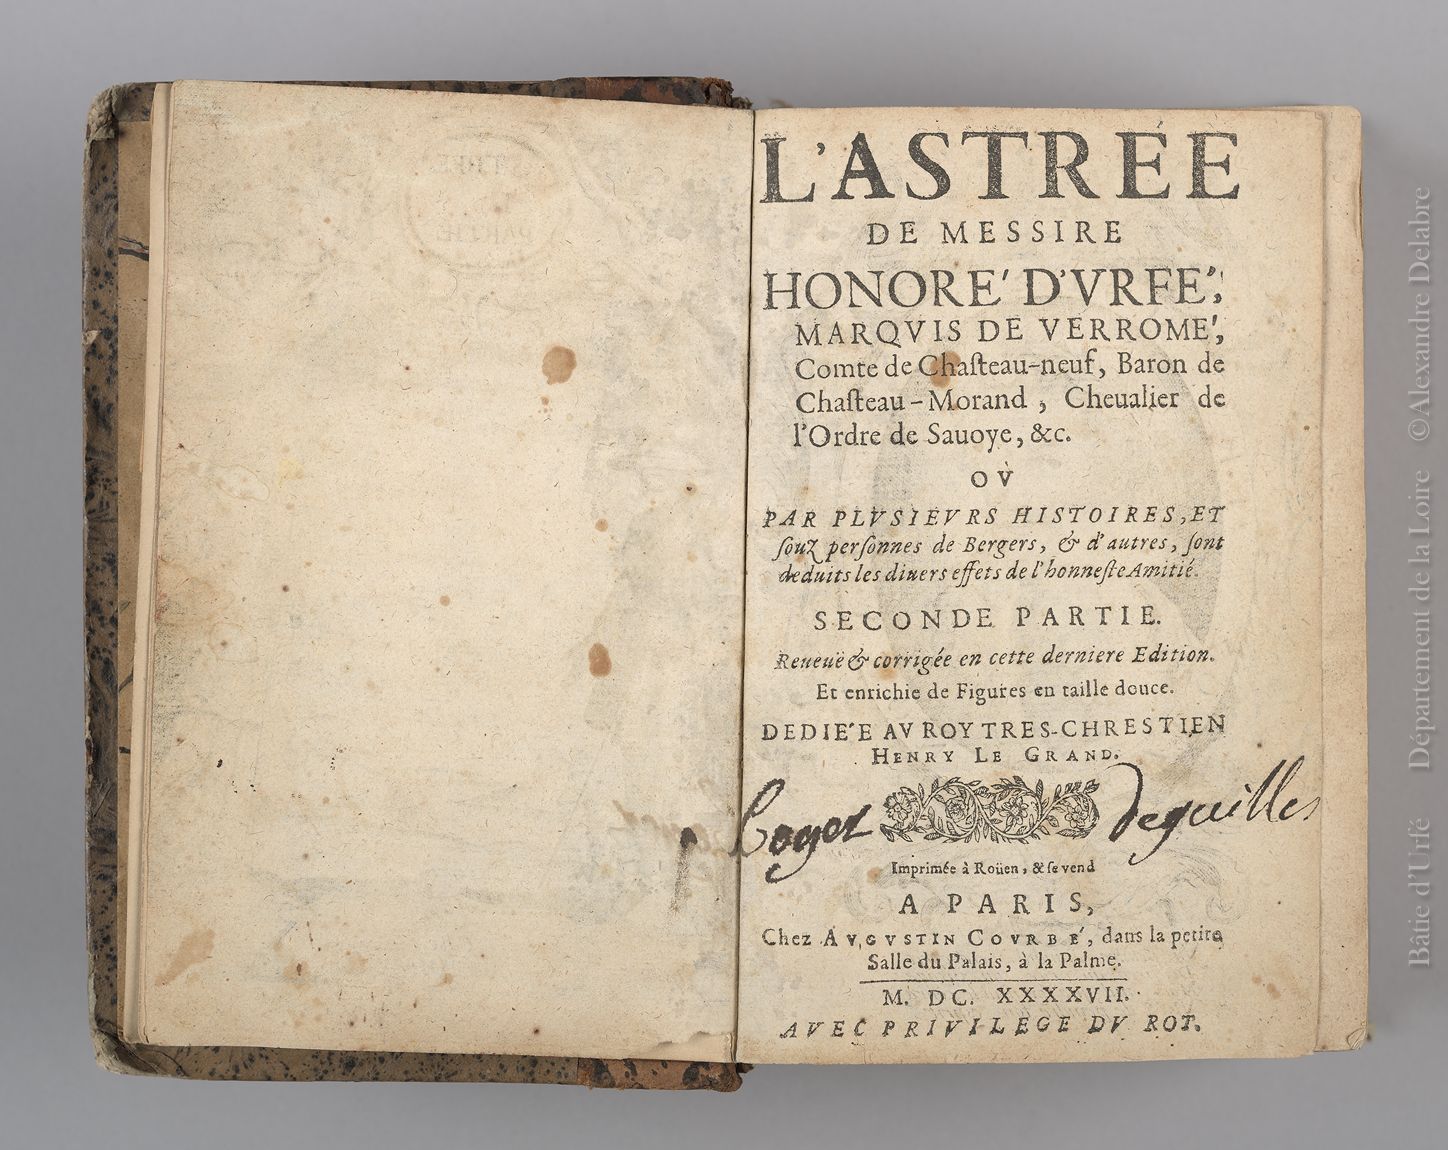 L'ASTRÉE
DE MESSIRE
HONORE' D'VRFE',
MARQVIS DE VERROME',
Comte de Chaſteau-neuf, Baron de
Chaſteau-Morand, Cheualier de
l'Ordre de Sauoye, &c.
OV
PAR PLVSIEVRS HISTOIRES, ET
ſouz perſonnes de Bergers, & d'autres, ſont
deduits les diuers effets de l'honneſte Amitié.
SECONDE PARTIE.
Reueuë & corrigée en cette derniere Edition.
Et enrichie de Figures en taille douce.
DEDIE'E AV ROY TRES-CHRESTIEN
HENRY LE GRAND.
Boyer deguilles
Imprimée à Roüen, & ſe vend
A PARIS,
Chez AVGVSTIN COVRBE', dans la petite
Salle du Palais, à la Palme.
M. DC. XXXXVII.
AVEC PRIVILEGE DV ROY.
Bâtie d'Urfé Département de la Loire ©Alexandre Delabre